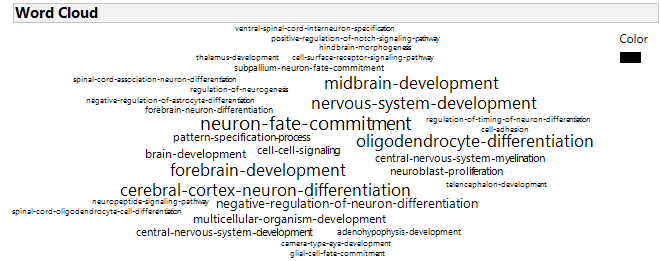 Word Cloud
Color
ventral-spinal-cord-interneuron-specification
positive-regulation-of-notch-signaling-pathway
hindbrain-morphogeness
thalamus-development cell-surface-receptor-signaling-pathway
subpallium-neuron-fate-commitment
spinal-cord-association-neuron-differentiation midbrain-development
regulation-of-neurogenesis
negative-regulation-of-astrocyte-differentiation nervous-system-development
forebrain-neuron-differentiation
neuron-fate-commitment regulation-of-timing-of-neuron-differentiation
cell-adhesion
pattern-specification-process oligodendrocyte-differentiation
brain-development cell-cell-signaling
central-nervous-system-myelination
forebrain-development neuroblast-proliferation
cerebral-cortex-neuron-differentiation telencephalon-development
neuropeptide-signaling-pathway negative-regulation-of-neuron-differentiation
spinal-cord-oligodendrocyte-cell-differentiation
multicellular-organism-development
central-nervous-system-development adenohypophysis-development
camera-type-eye-development
glial-cell-fate-commitment